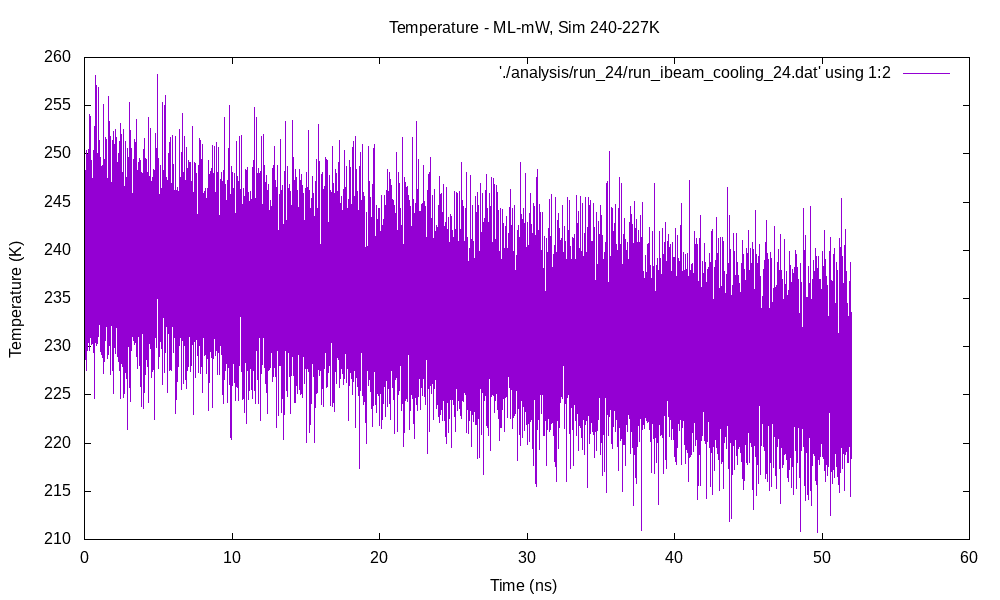 Temperature - ML-mW, Sim 240-227K
'./analysis/run_24/run_ibeam_cooling_24.dat' using 1:2
260
255
250
245
240
235
230
225
220
215
210
Temperature (K)
0 10 20 30 40 50 60
Time (ns)